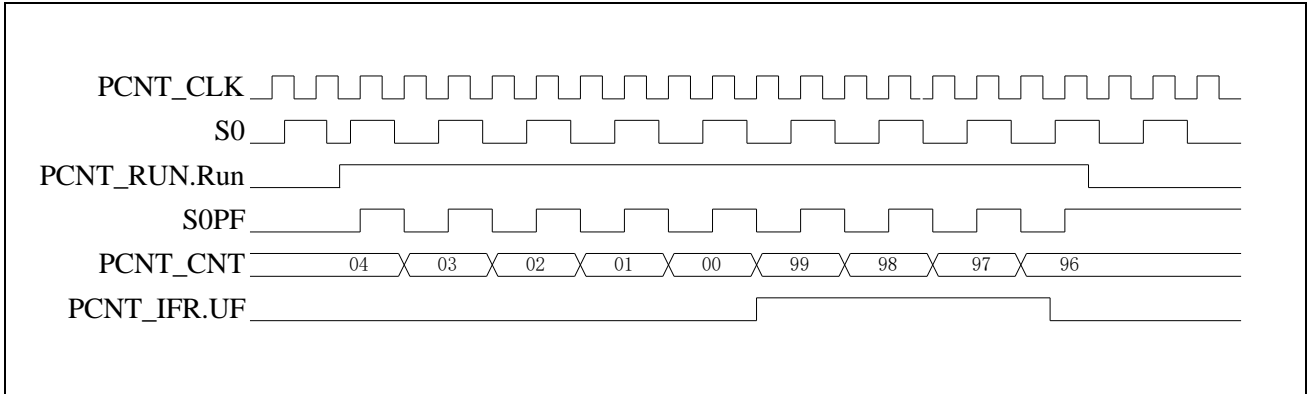 PCNT_CLK
S0
PCNT_RUN.Run
S0PF
PCNT_CNT 04 03 02 01 00 99 98 97 96
PCNT_IFR.UF